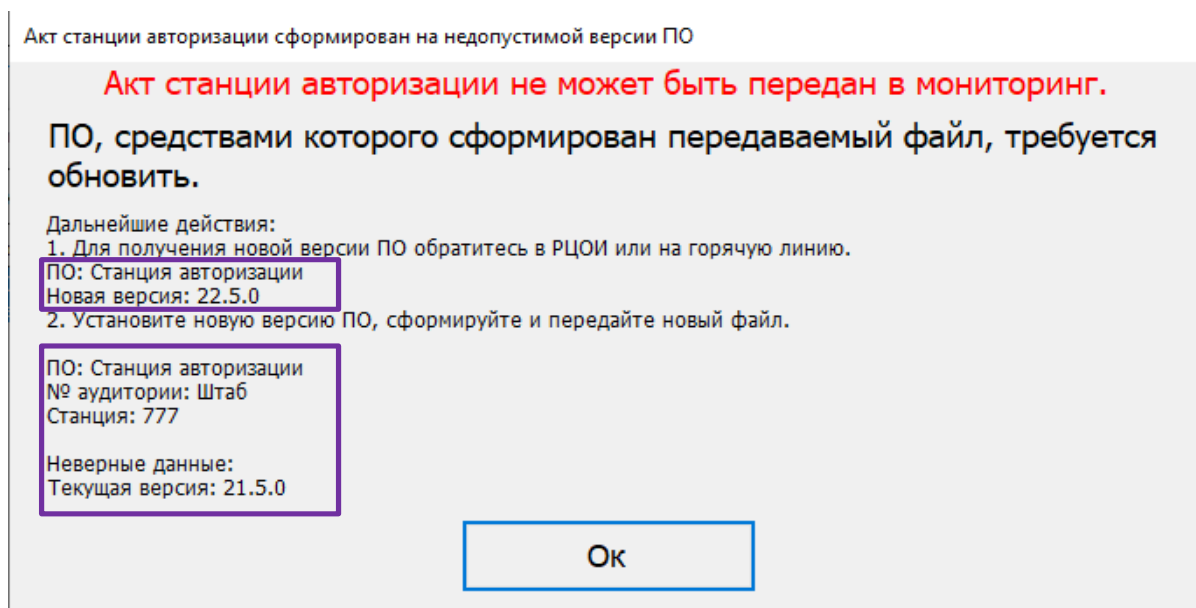 Акт станции авторизации сформирован на недопустимой версии ПО
Акт станции авторизации не может быть передан в мониторинг.
ПО, средствами которого сформирован передаваемый файл, требуется
обновить.
Дальнейшие действия:
1. Для получения новой версии ПО обратитесь в РЦОИ или на горячую линию.
ПО: Станция авторизации
Новая версия: 22.5.0
2. Установите новую версию ПО, сформируйте и передайте новый файл.
ПО: Станция авторизации
№ аудитории: Штаб
Станция: 777
Неверные данные:
Текущая версия: 21.5.0
Ок